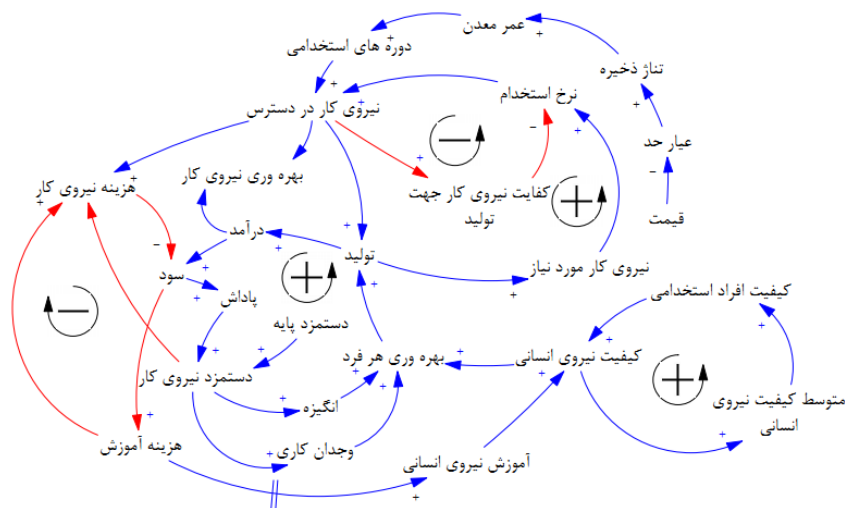 عمر معدن
دوره های استخدامی
تناژ ذخیره
نرخ استخدام
نیروی کار در دسترس
عیار حد
بهره وری نیروی کار
کفایت نیروی کار جهت
تولید
هزینه نیروی کار
قیمت
درآمد
تولید
نیروی کار مورد نیاز
سود
پاداش
کیفیت افراد استخدامی
دستمزد پایه
بهره وری هر فرد
کیفیت نیروی انسانی
دستمزد نیروی کار
متوسط کیفیت نیروی
انسانی
انگیزه
هزینه آموزش
وجدان کاری
آموزش نیروی انسانی